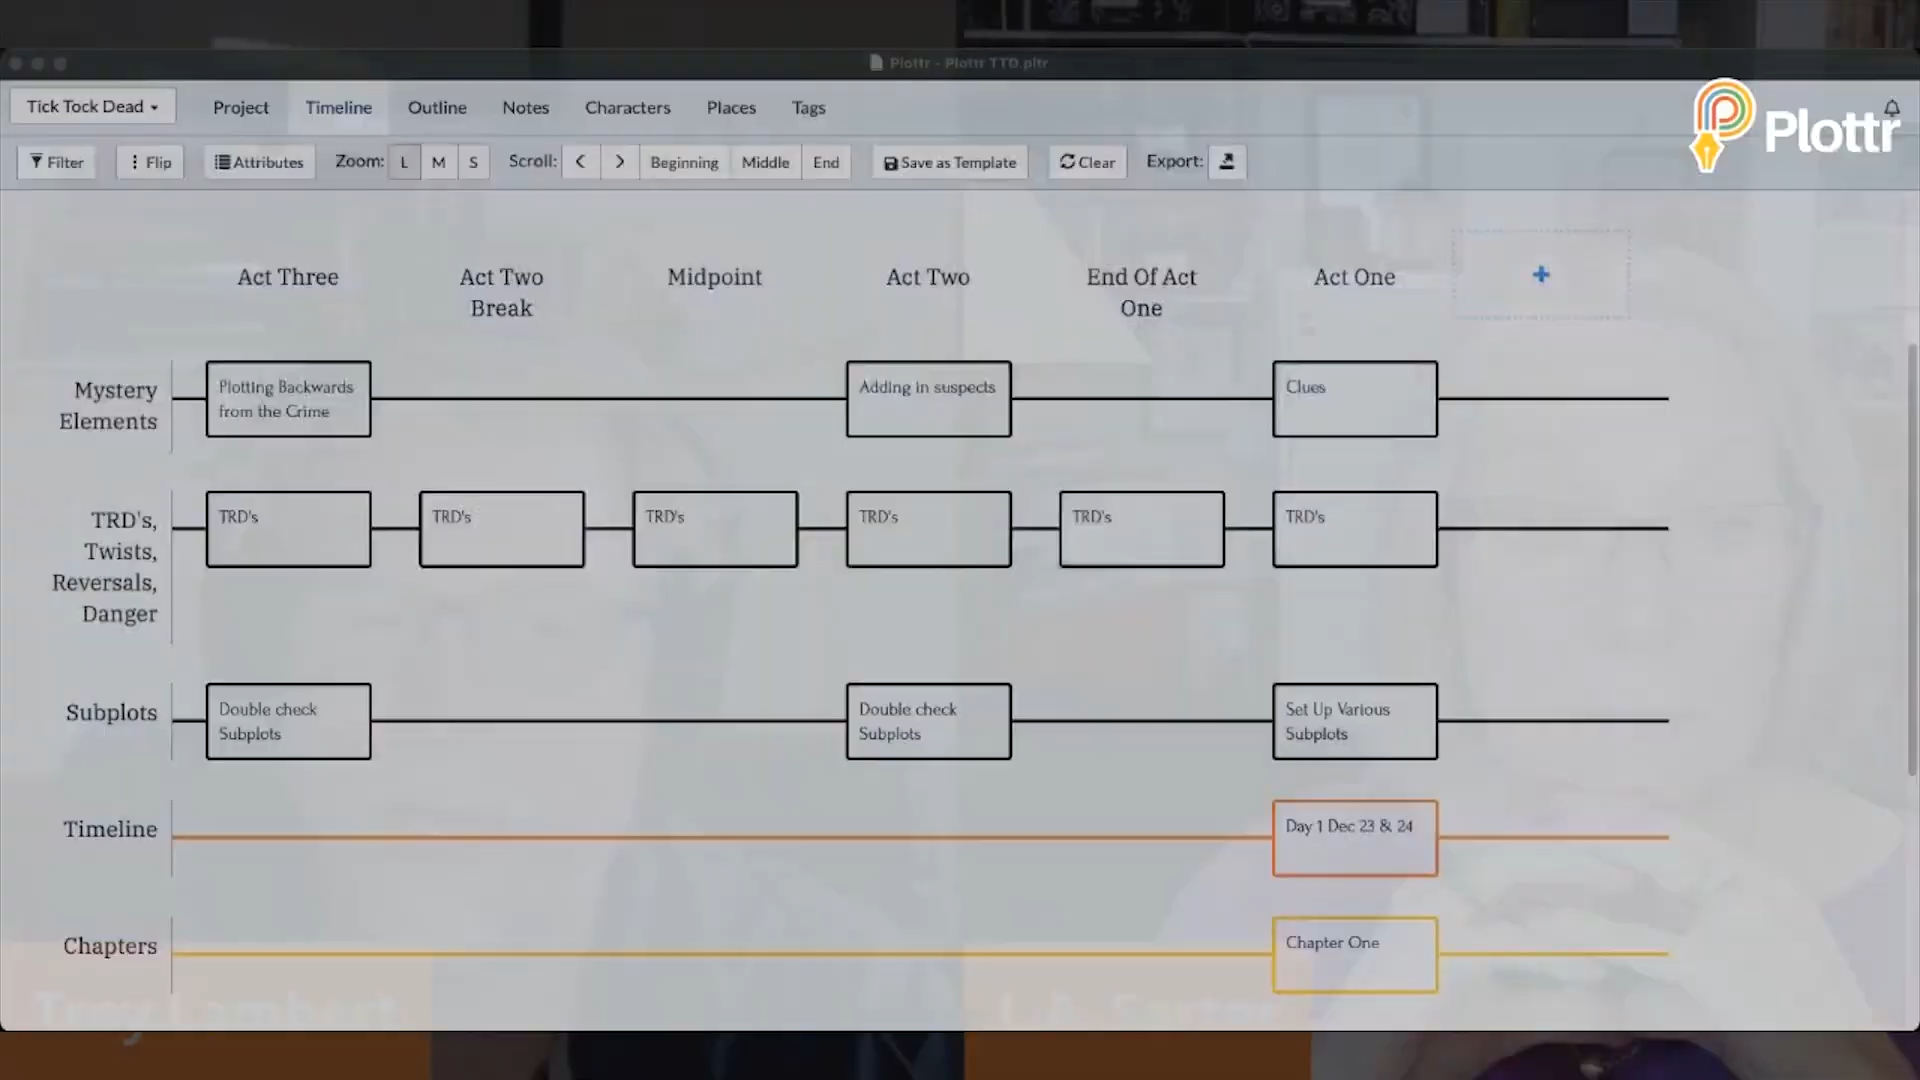 Plottr - Plottr TTD.pltr
Tick Tock Dead
Project
Timeline
Outline
Notes
Characters
Places
Tags
Plottr
Filter
Flip
Attributes
Zoom:
L
M
S
Scroll:
Beginning
Middle
End
Save as Template
Clear
Export:
Act Three
Act Two
Break
Midpoint
Act Two
End Of Act
One
Act One
Mystery
Elements
Plotting Backwards
from the Crime
Adding in suspects
Clues
TRD's,
Twists,
Reversals,
Danger
TRD's
TRD's
TRD's
TRD's
TRD's
TRD's
Subplots
Double check
Subplots
Double check
Subplots
Set Up Various
Subplots
Timeline
Day 1 Dec 23 & 24
Chapters
Chapter One
Troy Lambert